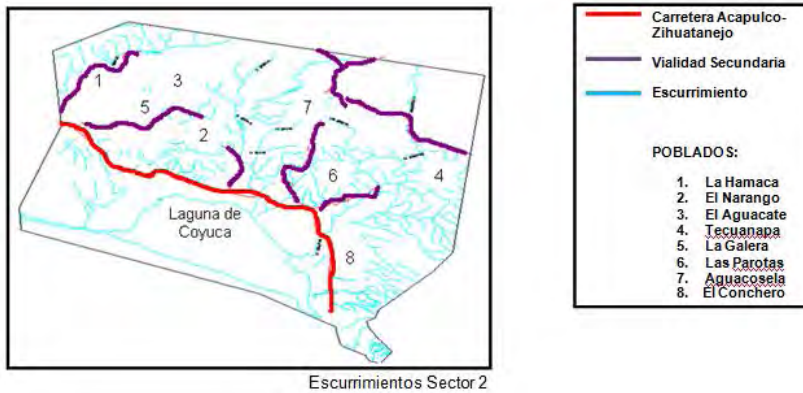 1
3
5
2
7
6
4
8
Laguna de
Coyuca
Escurrimientos Sector 2
Carretera Acapulco-
Zihuatanejo
Vialidad Secundaria
Escurrimiento
POBLADOS:
1. La Hamaca
2. El Narango
3. El Aguacate
4. Tecuanapa
5. La Galera
6. Las Parotas
7. Aguacosela
8. El Conchero